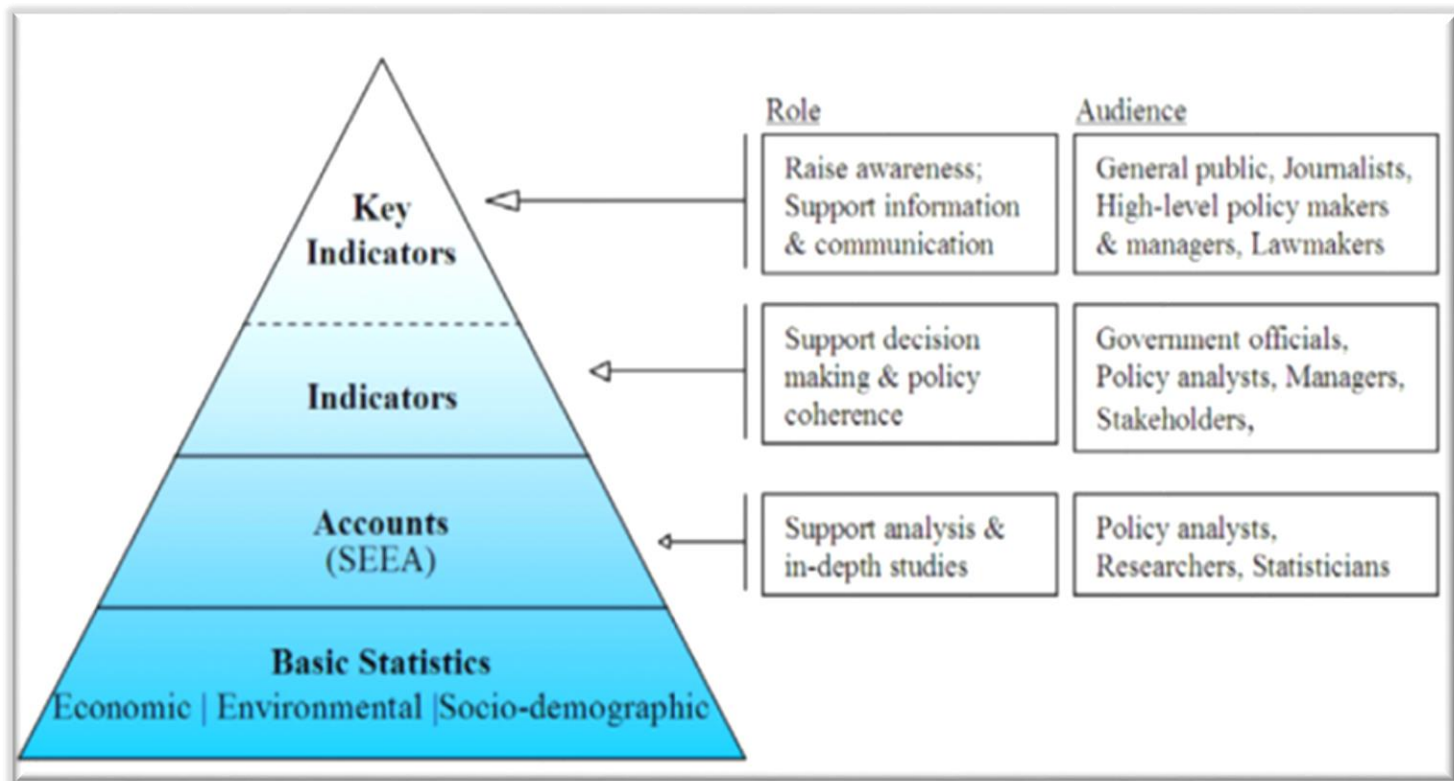 Key
Indicators
Indicators
Accounts
(SEEA)
Basic Statistics
Economic | Environmental |Socio-demographic
Role
Raise awareness;
Support information
& communication
Support decision
making & policy
coherence
Support analysis &
in-depth studies
Audience
General public, Journalists,
High-level policy makers
& managers, Lawmakers
Government officials,
Policy analysts, Managers,
Stakeholders,
Policy analysts,
Researchers, Statisticians